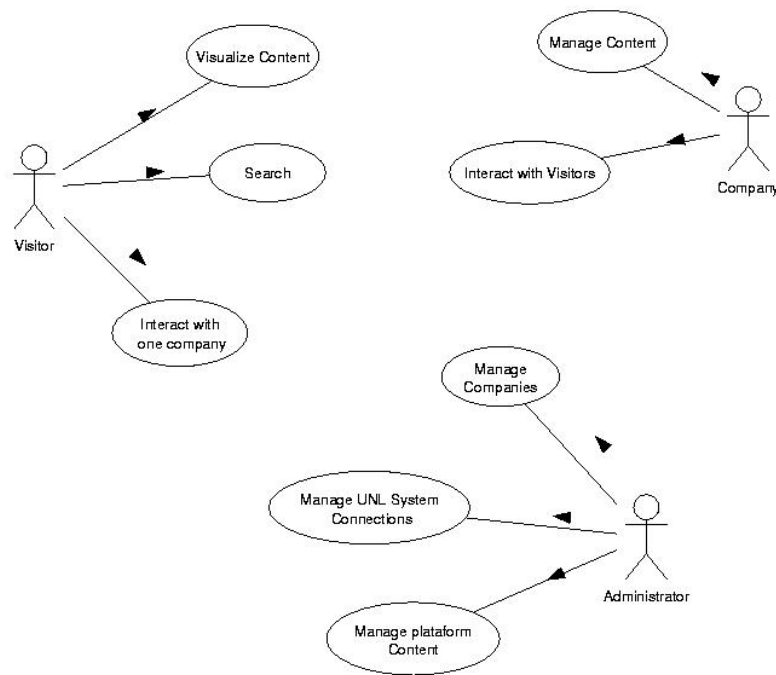 Visualize Content
Search
Visitor
Interact with
one company
Manage Content
Interact with Visitors
Company
Manage
Companies
Manage UNL System
Connections
Administrator
Manage plataform
Content